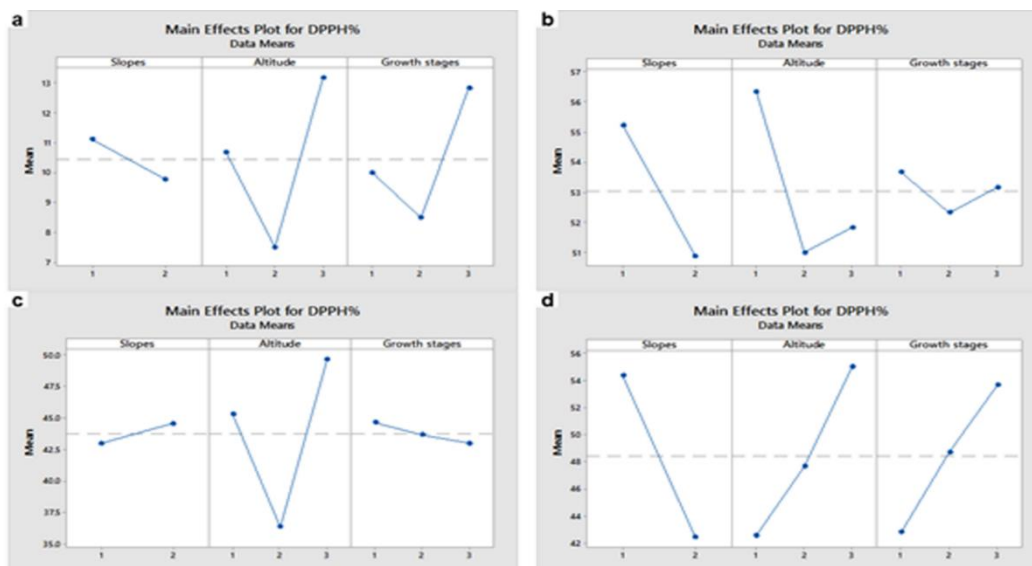 a
Main Effects Plot for DPPH%
Data Means
Slopes Altitude Growth stages
13
12
11
10
9
8
7
Mean
1 2 1 2 3 1 2 3
b
Main Effects Plot for DPPH%
Data Means
Slopes Altitude Growth stages
57
56
55
54
53
52
51
Mean
1 2 1 2 3 1 2 3
c
Main Effects Plot for DPPH%
Data Means
Slopes Altitude Growth stages
50.0
47.5
45.0
42.5
40.0
37.5
35.0
Mean
1 2 1 2 3 1 2 3
d
Main Effects Plot for DPPH%
Data Means
Slopes Altitude Growth stages
56
54
52
50
48
46
44
42
Mean
1 2 1 2 3 1 2 3